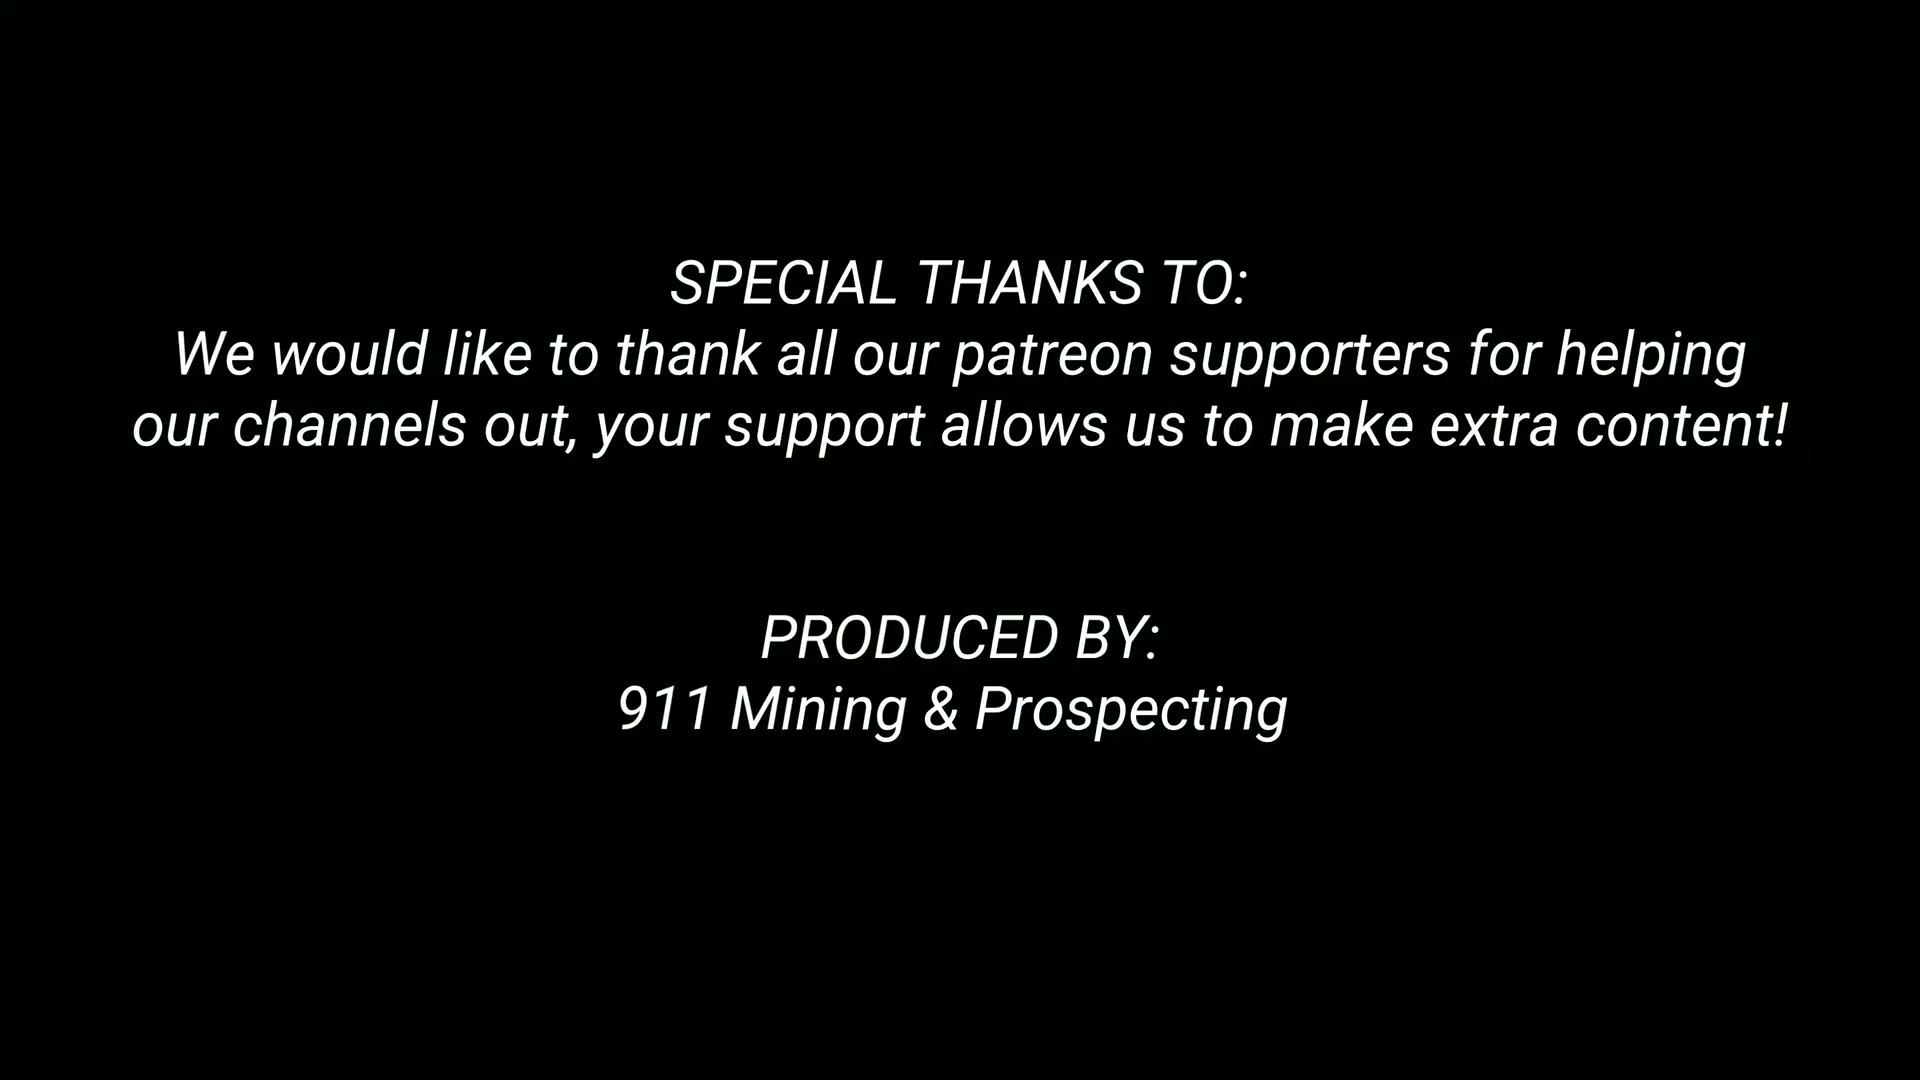 SPECIAL THANKS TO:
We would like to thank all our patreon supporters for helping
our channels out, your support allows us to make extra content!
PRODUCED BY:
911 Mining & Prospecting